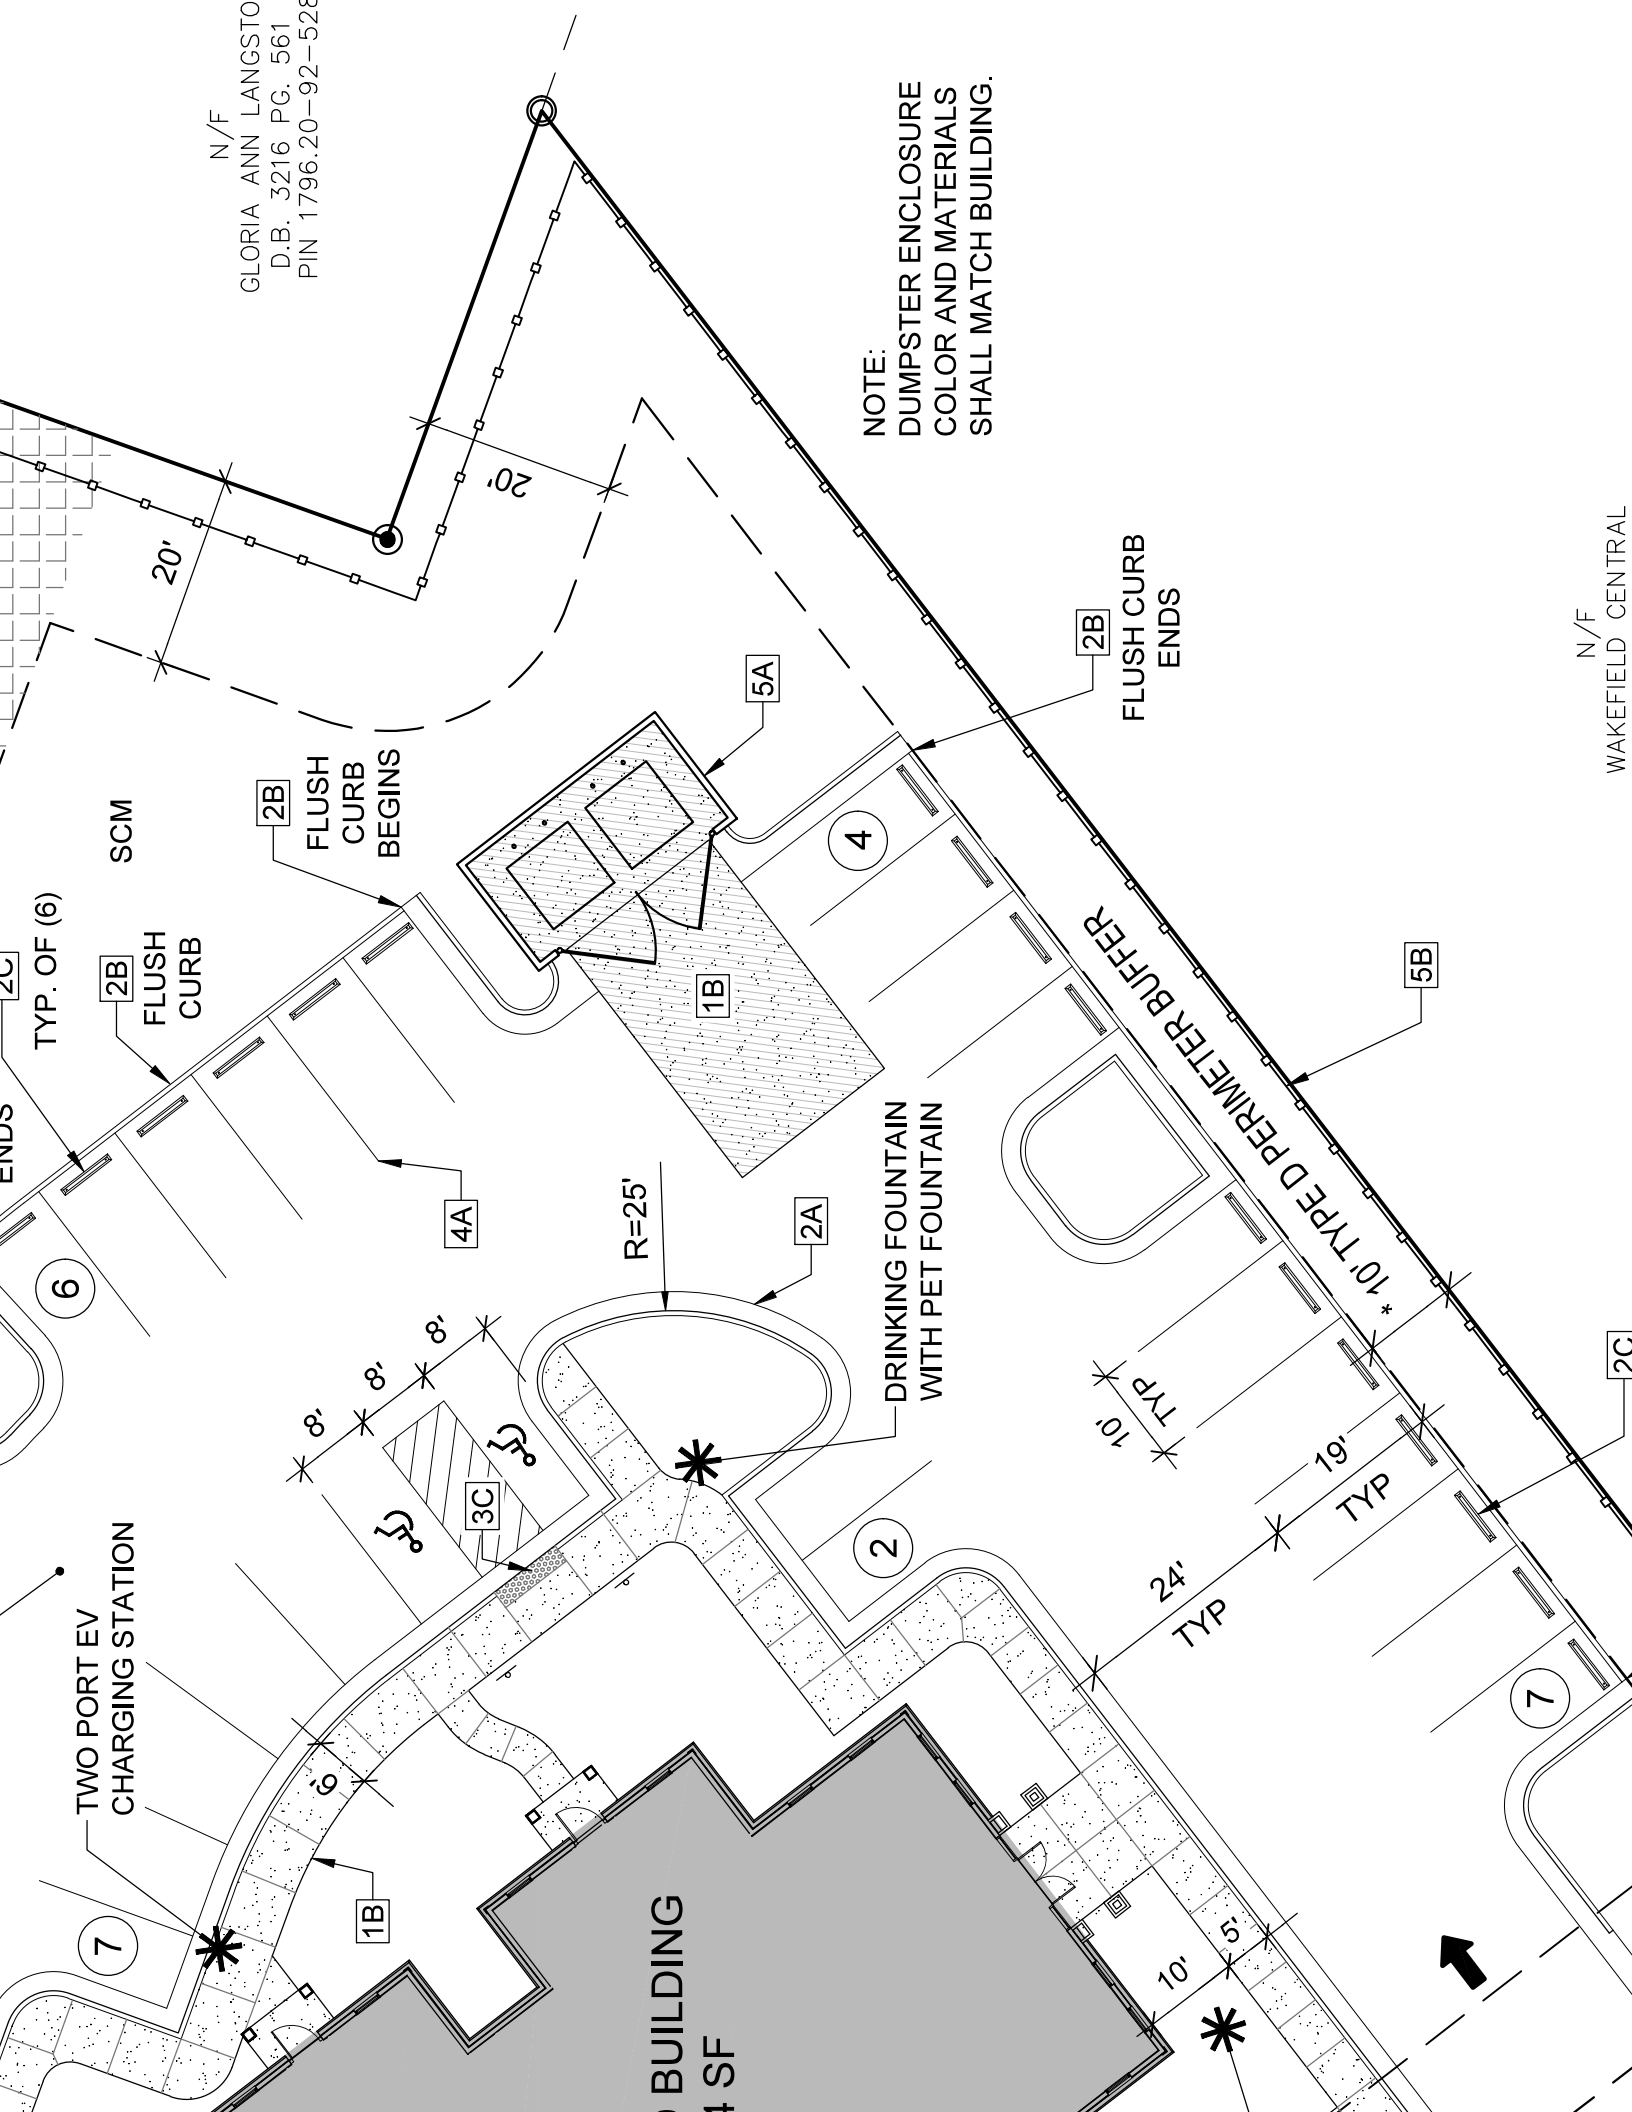 N/F
GLORIA ANN LANGSTO
D.B. 3216 PG. 561
PIN 1796.20-92-528
NOTE:
DUMPSTER ENCLOSURE
COLOR AND MATERIALS
SHALL MATCH BUILDING.
20'
20'
2B
FLUSH CURB
ENDS
N/F
WAKEFIELD CENTRAL
5A
SCM
2B
FLUSH
CURB
BEGINS
2C
TYP. OF (6)
2B
FLUSH
CURB
ENDS
4
1B
5B
10' TYPE D PERIMETER BUFFER
*
6
4A
R=25'
2A
DRINKING FOUNTAIN
WITH PET FOUNTAIN
8'
8'
8'
3C
10'
TYP
19'
TYP
24'
TYP
2C
2
7
TWO PORT EV
CHARGING STATION
6'
1B
7
BUILDING
4 SF
10'
5'